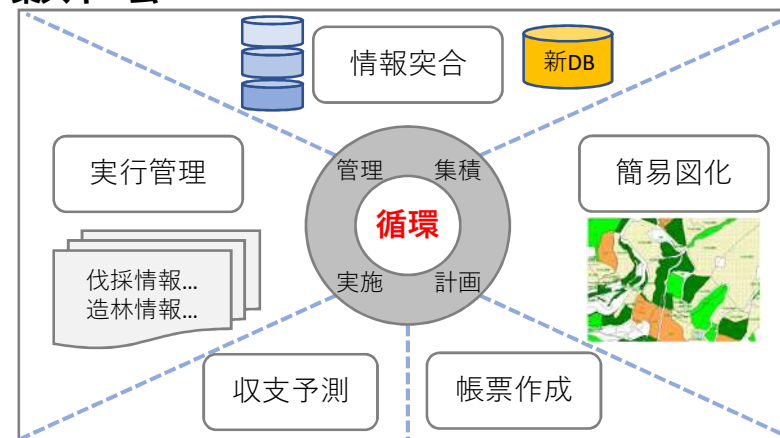 情報突合
新DB
実行管理
管理
集積
簡易図化
循環
伐採情報...
造林情報...
実施
計画
収支予測
帳票作成